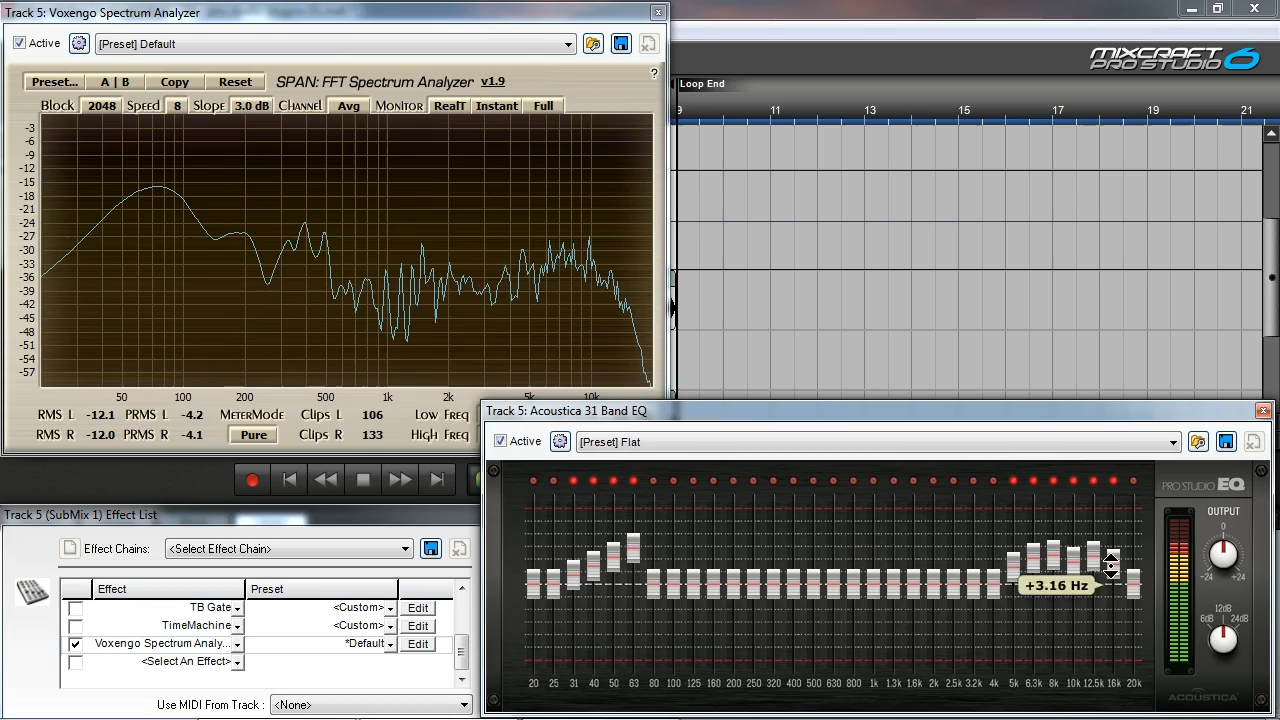 Track 5: Voxengo Spectrum Analyzer
Active
[Preset] Default
MIXCRAFT
PRO STUDIO 6
Preset... A | B Copy Reset SPAN: FFT Spectrum Analyzer v1.9 ?
Block 2048 Speed 8 Slope 3.0 dB Channel Avg Monitor RealT Instant Full
Loop End
9 11 13 15 17 19 21
-3
-6
-9
-12
-15
-18
-21
-24
-27
-30
-33
-36
-39
-42
-45
-48
-51
-54
-57
50 100 200 500 1k 2k 5k 10k
RMS L -12.1 PRMS L -4.2 MeterMode Clips L 106 Low Freq
RMS R -12.0 PRMS R -4.1 Pure Clips R 133 High Freq
Track 5: Acoustica 31 Band EQ
Active
[Preset] Flat
PRO STUDIO EQ
OUTPUT
0
-24 +24
12dB
6dB 24dB
ACOUSTICA
+3.16 Hz
20 25 31 40 50 63 80 100 125 160 200 250 320 400 500 640 800 1k 1.3k 1.6k 2k 2.5k 3.2k 4k 5k 6.3k 8k 10k 12.5k 16k 20k
Track 5 (SubMix 1) Effect List
Effect Chains: <Select Effect Chain>
Effect Preset
TB Gate <Custom> Edit
TimeMachine <Custom> Edit
Voxengo Spectrum Analy... *Default Edit
<Select An Effect>
Use MIDI From Track : <None>